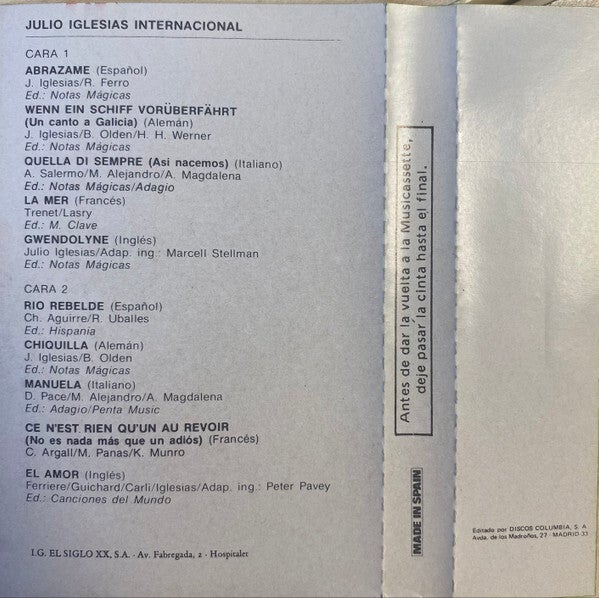 JULIO IGLESIAS INTERNACIONAL
CARA 1
ABRAZAME (Español)
J. Iglesias/R. Ferro
Ed.: Notas Mágicas
WENN EIN SCHIFF VORÜBERFÄHRT
(Un canto a Galicia) (Alemán)
J. Iglesias/B. Olden/H. H. Werner
Ed.: Notas Mágicas
QUELLA DI SEMPRE (Asi nacemos) (Italiano)
A. Salermo/M. Alejandro/A. Magdalena
Ed.: Notas Mágicas/Adagio
LA MER (Francés)
Trenet/Lasry
Ed.: M. Clave
GWENDOLYNE (Inglés)
Julio Iglesias/Adap. ing.: Marcell Stellman
Ed.: Notas Mágicas
CARA 2
RIO REBELDE (Español)
Ch. Aguirre/R. Uballes
Ed.: Hispania
CHIQUILLA (Alemán)
J. Iglesias/B. Olden
Ed.: Notas Mágicas
MANUELA (Italiano)
D. Pace/M. Alejandro/A. Magdalena
Ed.: Adagio/Penta Music
CE N'EST RIEN QU'UN AU REVOIR
(No es nada más que un adiós) (Francés)
C. Argall/M. Panas/K. Munro
EL AMOR (Inglés)
Ferriere/Guichard/Carli/Iglesias/Adap. ing.: Peter Pavey
Ed.: Canciones del Mundo
I.G. EL SIGLO XX, S.A. - Av. Fabregada, 2 - Hospitalet
Antes de dar la vuelta a la Musicassette,
deje pasar la cinta hasta el final.
MADE IN SPAIN
Editado por DISCOS COLUMBIA, S. A.
Avda. de los Madroños, 27 - MADRID-33